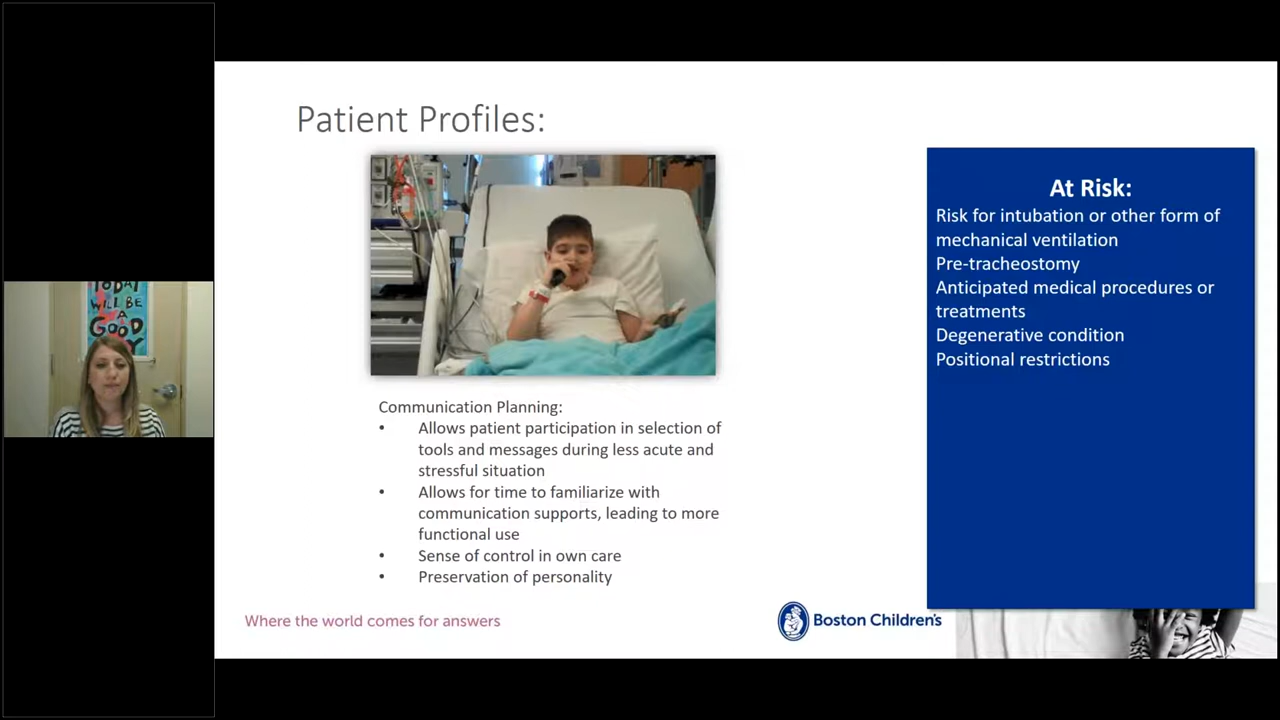 TODAY
WILL BE
A
GOOD
Patient Profiles:
Communication Planning:
• Allows patient participation in selection of
tools and messages during less acute and
stressful situation
• Allows for time to familiarize with
communication supports, leading to more
functional use
• Sense of control in own care
• Preservation of personality
At Risk:
Risk for intubation or other form of
mechanical ventilation
Pre-tracheostomy
Anticipated medical procedures or
treatments
Degenerative condition
Positional restrictions
Where the world comes for answers
Boston Children's